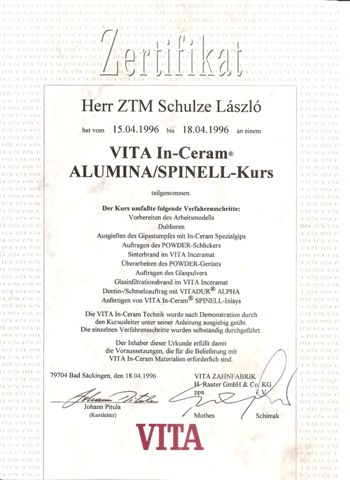 Zertifikat
Herr ZTM Schulze László
hat vom 15.04.1996 bis 18.04.1996 an einem
VITA In-Ceram®
ALUMINA/SPINELL-Kurs
teilgenommen.
Der Kurs umfaßte folgende Verfahrensschritte:
Vorbereiten des Arbeitsmodells
Dublieren
Ausgießen des Gipsstumpfes mit In-Ceram Spezialgips
Auftragen des POWDER-Schlickers
Sinterbrand im VITA Inceramat
Überarbeiten des POWDER-Gerüsts
Auftragen des Glaspulvers
Glasinfiltrationsbrand im VITA Inceramat
Dentin-/Schmelzauftrag mit VITADUR® ALPHA
Anfertigen von VITA In-Ceram® SPINELL-Inlays
Die VITA In-Ceram Technik wurde nach Demonstration durch
den Kursleiter unter seiner Anleitung ausgiebig geübt.
Die einzelnen Verfahrensschritte wurden selbständig durchgeführt.
Der Inhaber dieser Urkunde erfüllt damit
die Voraussetzungen, die für die Belieferung mit
VITA In-Ceram Materialien erforderlich sind.
79704 Bad Säckingen, den 18.04.1996
VITA ZAHNFABRIK
H. Rauter GmbH & Co. KG
ppa. i. V.
Johann Pitula
Johann Pitula
(Kursleiter)
Mothes Schimak
VITA